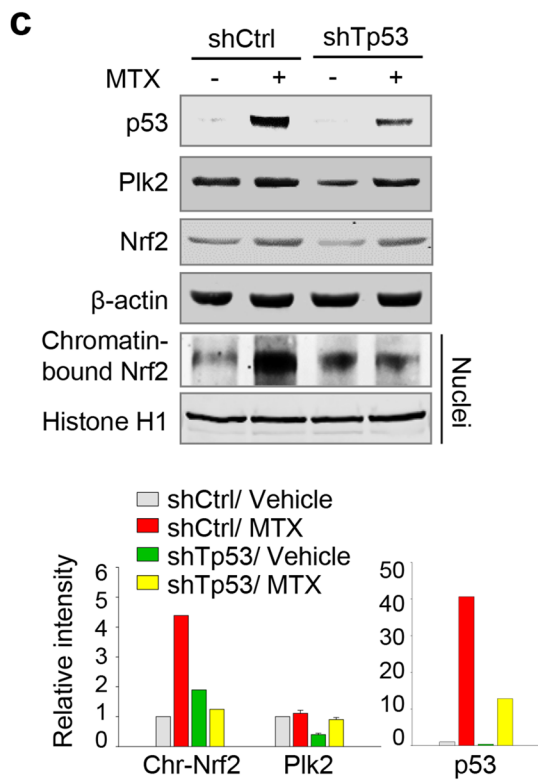 c
shCtrl shTp53
MTX - + - +
p53
Plk2
Nrf2
β-actin
Chromatin-
bound Nrf2
Histone H1
Nuclei
shCtrl/ Vehicle
shCtrl/ MTX
shTp53/ Vehicle
shTp53/ MTX
Relative intensity
6
5
4
3
2
1
0
Chr-Nrf2 Plk2
50
40
30
20
10
0
p53